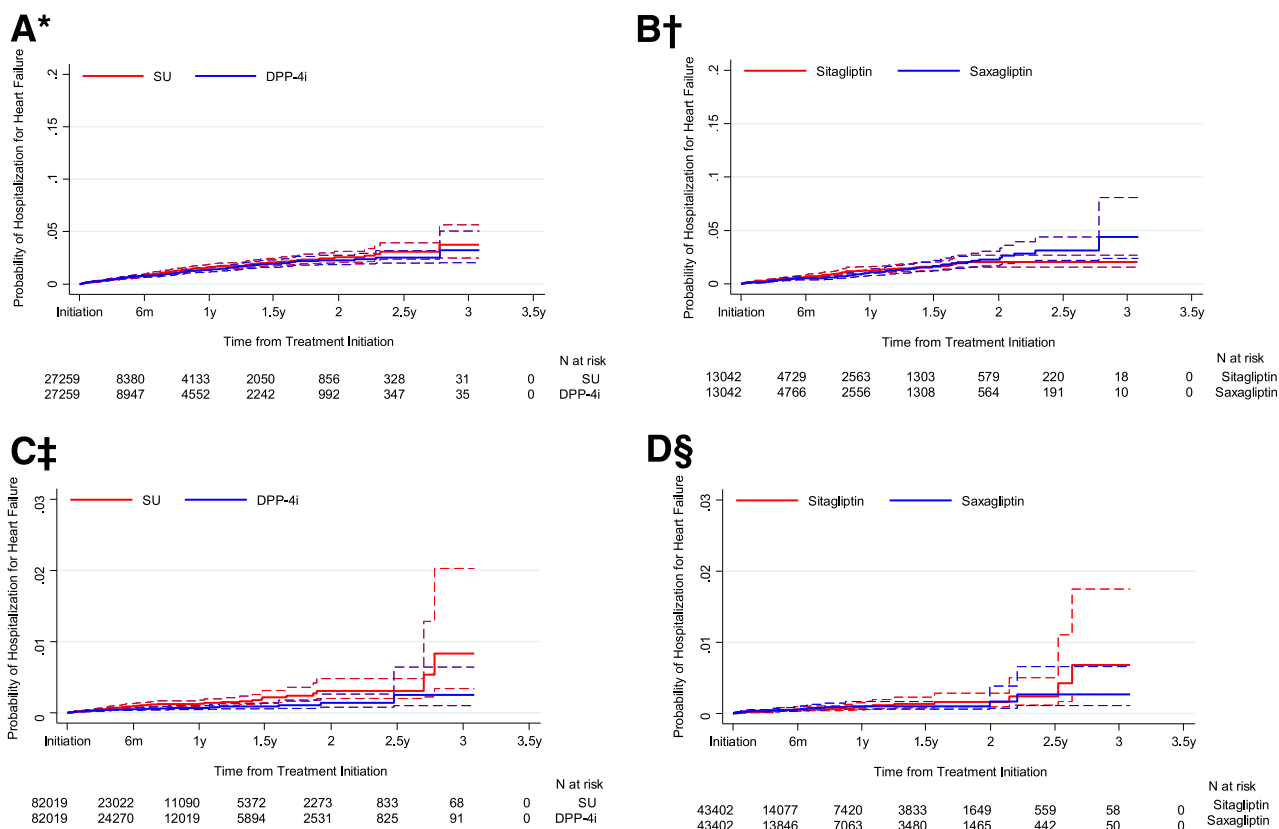 A*
SU DPP-4i
Probability of Hospitalization for Heart Failure
.2
.15
.1
.05
0
Initiation 6m 1y 1.5y 2 2.5y 3 3.5y
Time from Treatment Initiation
N at risk
27259 8380 4133 2050 856 328 31 0 SU
27259 8947 4552 2242 992 347 35 0 DPP-4i
B†
Sitagliptin Saxagliptin
Probability of Hospitalization for Heart Failure
.2
.15
.1
.05
0
Initiation 6m 1y 1.5y 2 2.5y 3 3.5y
Time from Treatment Initiation
N at risk
13042 4729 2563 1303 579 220 18 0 Sitagliptin
13042 4766 2556 1308 564 191 10 0 Saxagliptin
C‡
SU DPP-4i
Probability of Hospitalization for Heart Failure
.03
.02
.01
0
Initiation 6m 1y 1.5y 2 2.5y 3 3.5y
Time from Treatment Initiation
N at risk
82019 23022 11090 5372 2273 833 68 0 SU
82019 24270 12019 5894 2531 825 91 0 DPP-4i
D§
Sitagliptin Saxagliptin
Probability of Hospitalization for Heart Failure
.03
.02
.01
0
Initiation 6m 1y 1.5y 2 2.5y 3 3.5y
Time from Treatment Initiation
N at risk
43402 14077 7420 3833 1649 559 58 0 Sitagliptin
43402 13846 7063 3480 1465 442 50 0 Saxagliptin